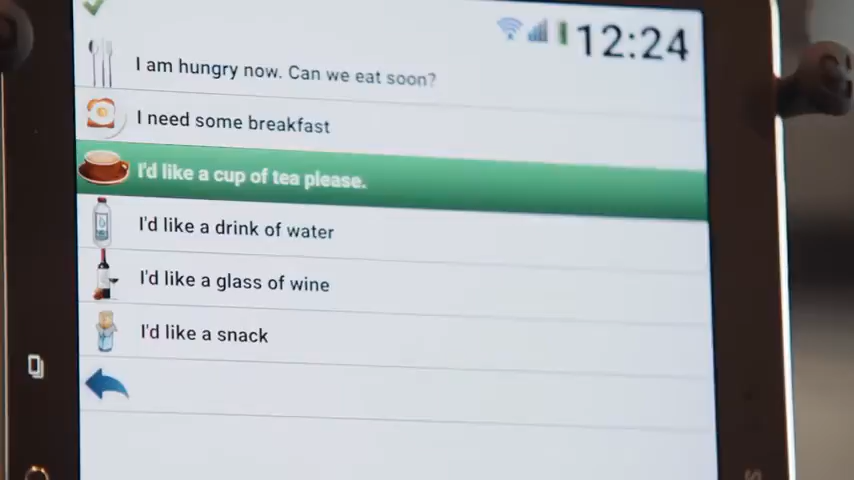 12:24
I am hungry now. Can we eat soon?
I need some breakfast
I'd like a cup of tea please.
I'd like a drink of water
I'd like a glass of wine
I'd like a snack